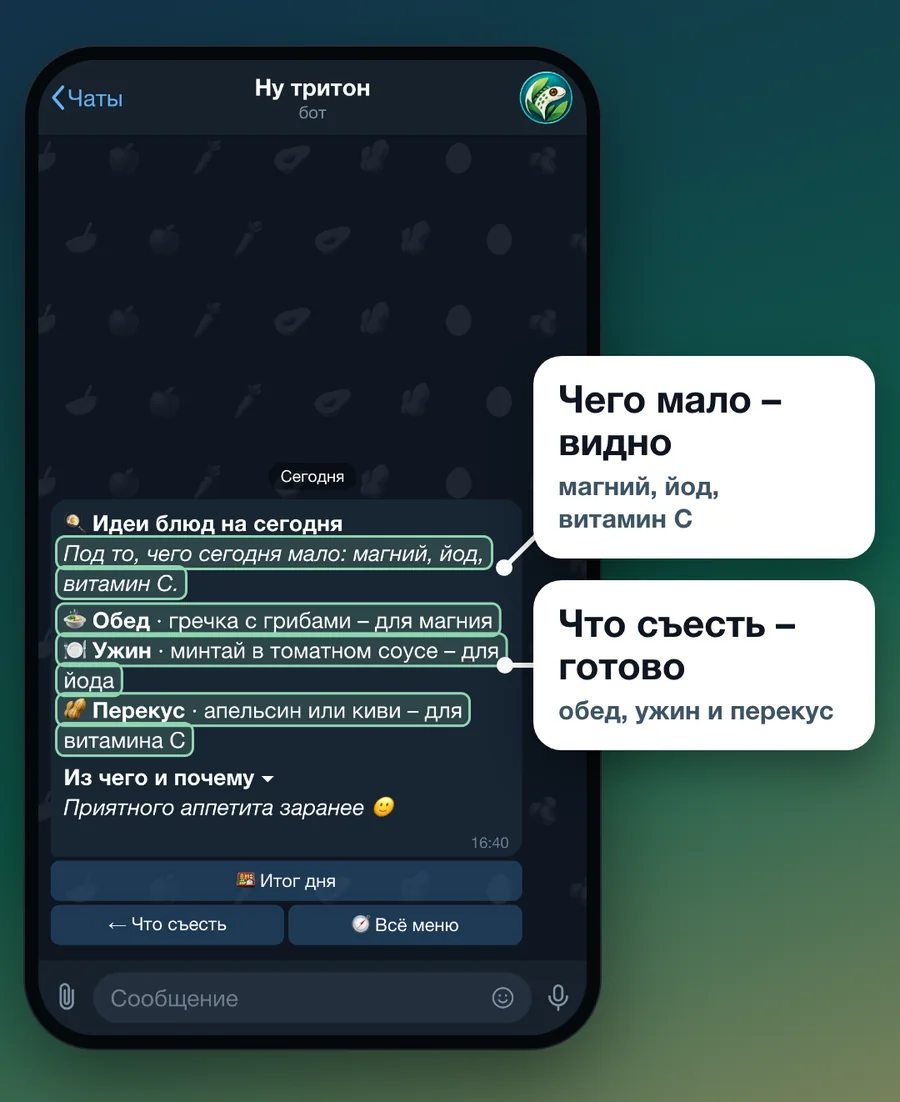 Чаты
Ну тритон
бот
Сегодня
🍳 Идеи блюд на сегодня
Под то, чего сегодня мало: магний, йод,
витамин С.
🍲 Обед · гречка с грибами – для магния
🍽 Ужин · минтай в томатном соусе – для
йода
🥜 Перекус · апельсин или киви – для
витамина С
Из чего и почему
Приятного аппетита заранее 🙂
16:40
🍱 Итог дня
← Что съесть
🧭 Всё меню
Сообщение
Чего мало –
видно
магний, йод,
витамин С
Что съесть –
готово
обед, ужин и перекус